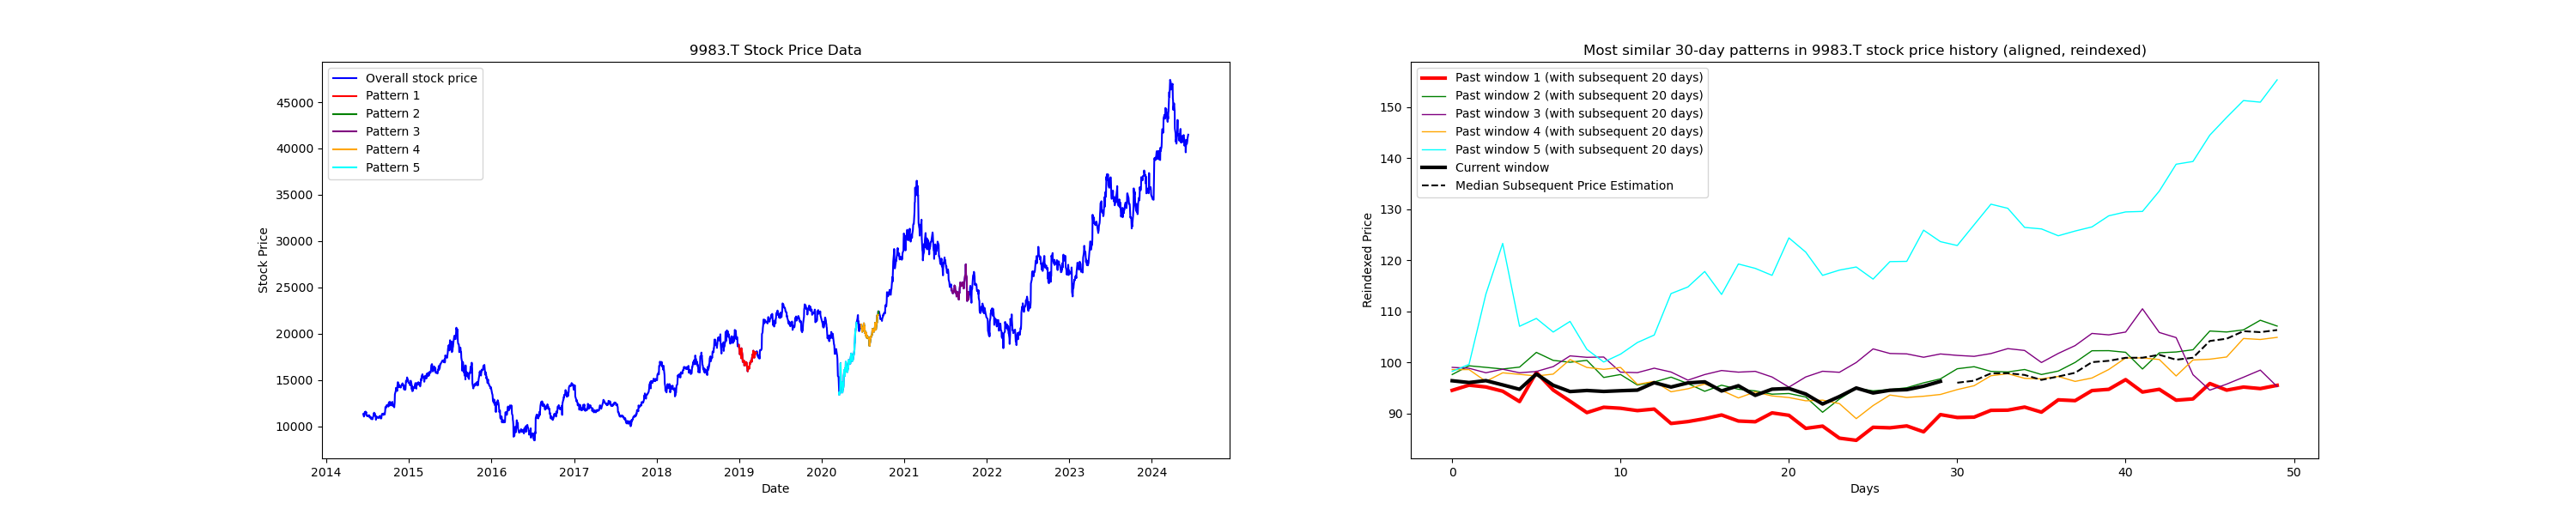 9983.T Stock Price Data
Overall stock price
Pattern 1
Pattern 2
Pattern 3
Pattern 4
Pattern 5
45000
40000
35000
30000
25000
20000
15000
10000
Stock Price
2014 2015 2016 2017 2018 2019 2020 2021 2022 2023 2024
Date
Most similar 30-day patterns in 9983.T stock price history (aligned, reindexed)
Past window 1 (with subsequent 20 days)
Past window 2 (with subsequent 20 days)
Past window 3 (with subsequent 20 days)
Past window 4 (with subsequent 20 days)
Past window 5 (with subsequent 20 days)
Current window
Median Subsequent Price Estimation
150
140
130
120
110
100
90
Reindexed Price
0 10 20 30 40 50
Days